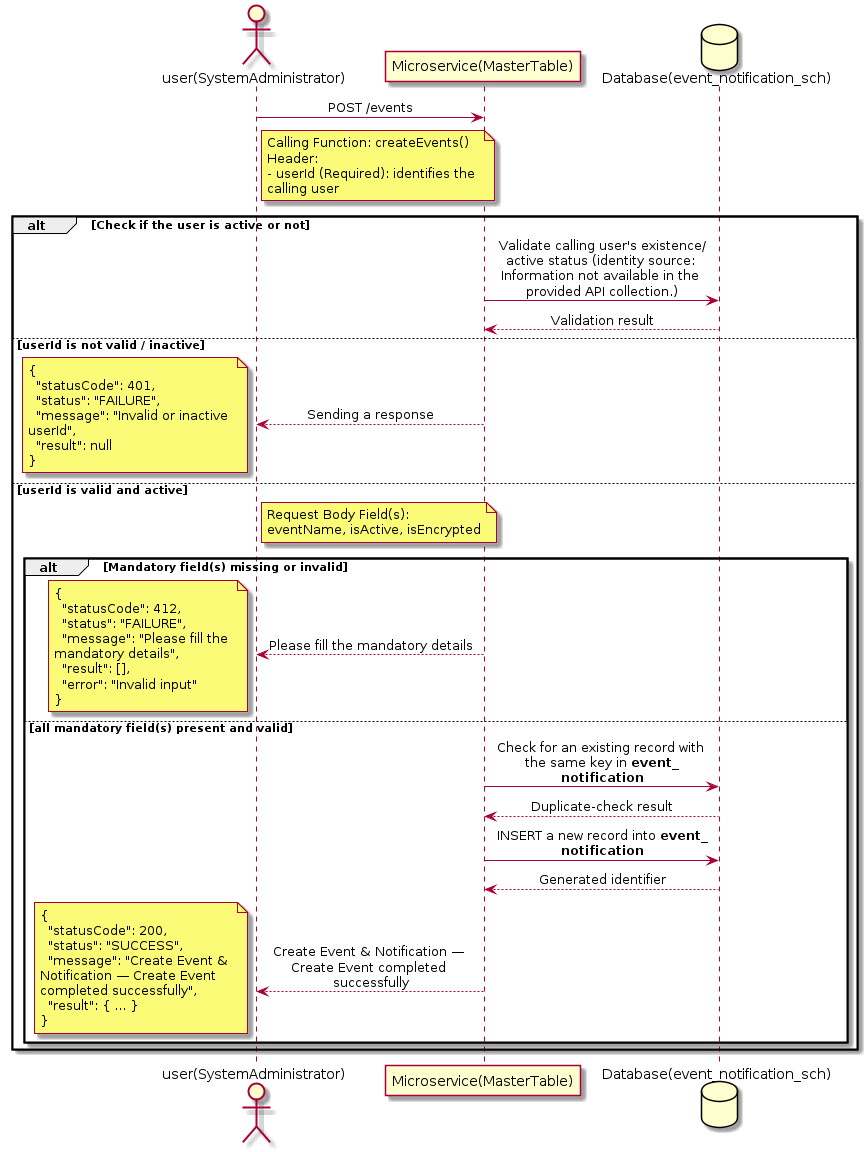 user(SystemAdministrator)
Microservice(MasterTable)
Database(event_notification_sch)
POST /events
Calling Function: createEvents()
Header:
- userId (Required): identifies the
calling user
alt
[Check if the user is active or not]
Validate calling user's existence/
active status (identity source:
Information not available in the
provided API collection.)
Validation result
[userId is not valid / inactive]
{
"statusCode": 401,
"status": "FAILURE",
"message": "Invalid or inactive
userId",
"result": null
}
Sending a response
[userId is valid and active]
Request Body Field(s):
eventName, isActive, isEncrypted
alt
[Mandatory field(s) missing or invalid]
{
"statusCode": 412,
"status": "FAILURE",
"message": "Please fill the
mandatory details",
"result": [],
"error": "Invalid input"
}
Please fill the mandatory details
[all mandatory field(s) present and valid]
Check for an existing record with
the same key in event_
notification
Duplicate-check result
INSERT a new record into event_
notification
Generated identifier
{
"statusCode": 200,
"status": "SUCCESS",
"message": "Create Event &
Notification — Create Event
completed successfully",
"result": { ... }
}
Create Event & Notification —
Create Event completed
successfully
user(SystemAdministrator)
Microservice(MasterTable)
Database(event_notification_sch)